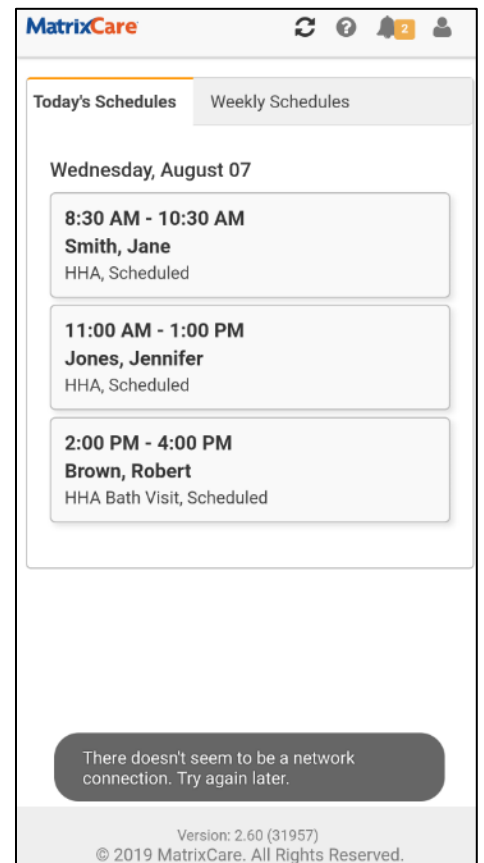 MatrixCare
2
Today's Schedules Weekly Schedules
Wednesday, August 07
8:30 AM - 10:30 AM
Smith, Jane
HHA, Scheduled
11:00 AM - 1:00 PM
Jones, Jennifer
HHA, Scheduled
2:00 PM - 4:00 PM
Brown, Robert
HHA Bath Visit, Scheduled
There doesn't seem to be a network
connection. Try again later.
Version: 2.60 (31957)
© 2019 MatrixCare. All Rights Reserved.